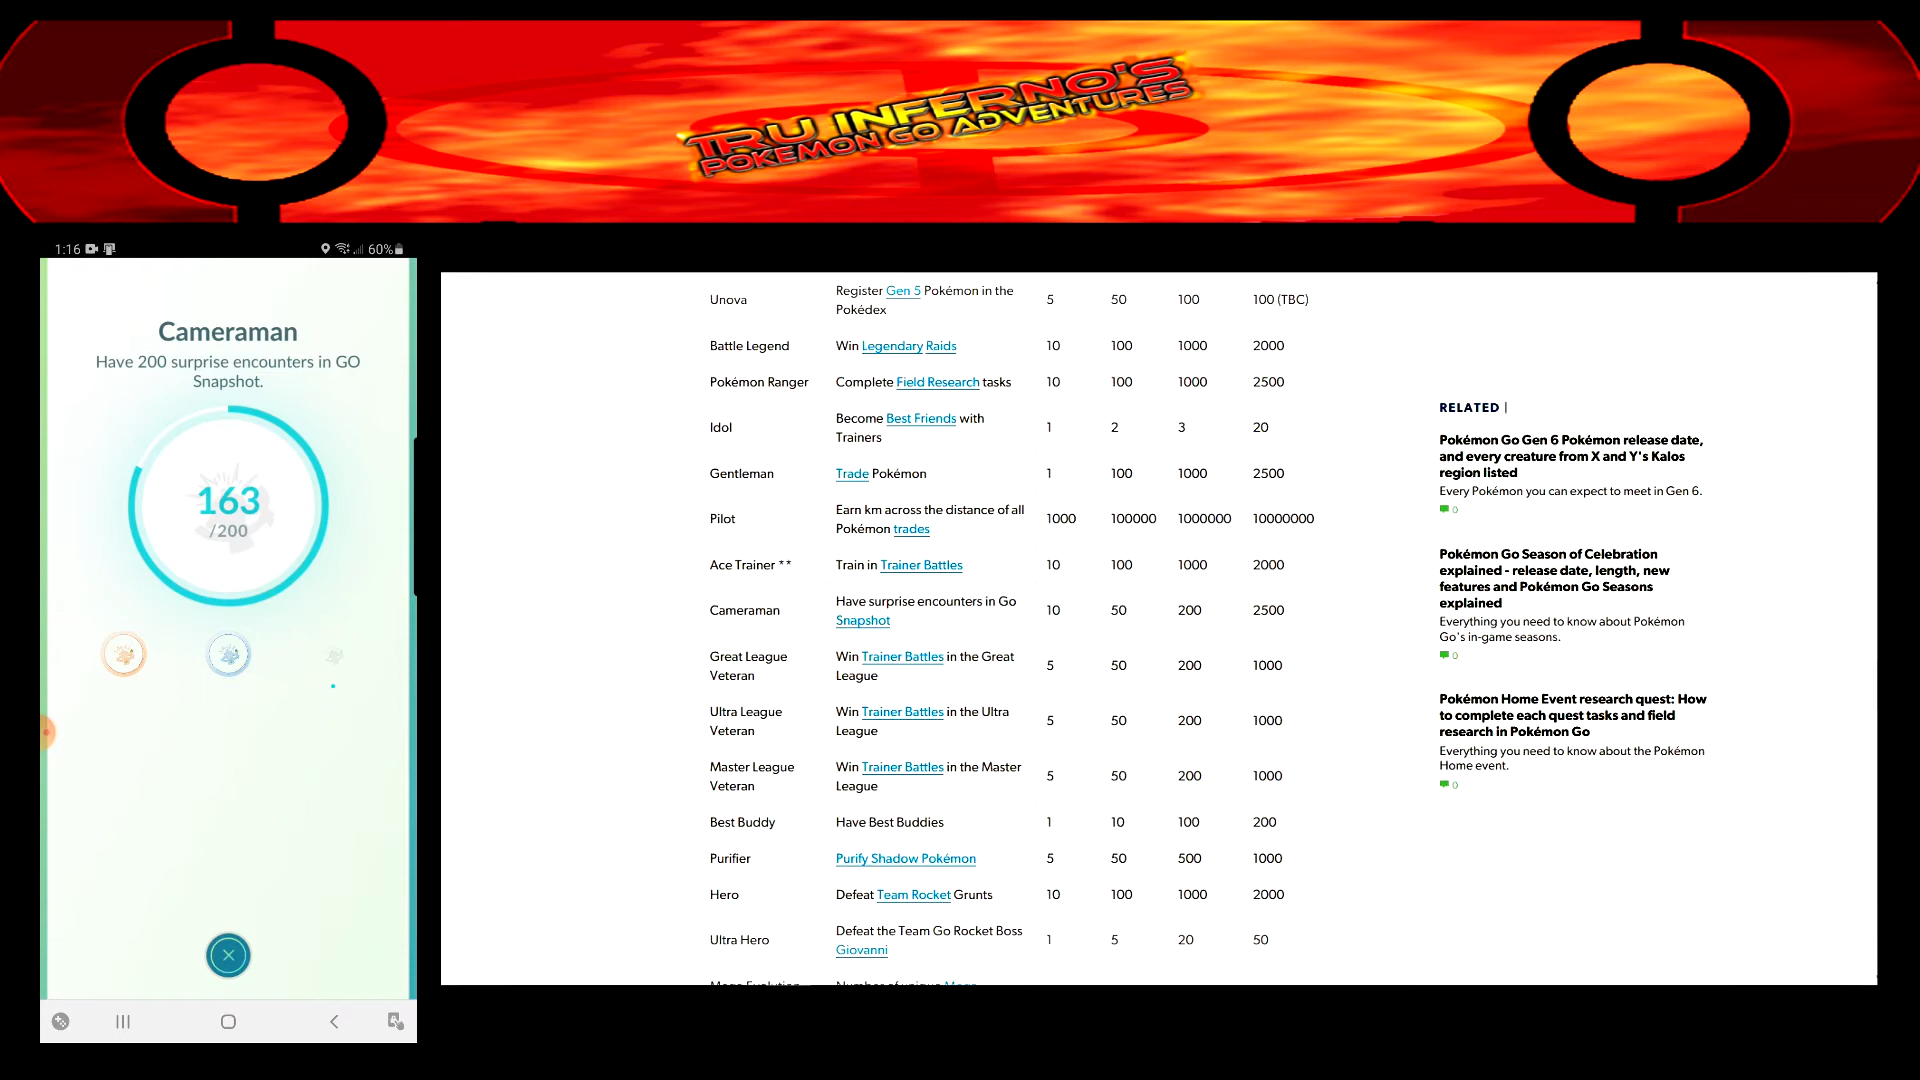 TRU INFERNO'S
POKEMON GO ADVENTURES
1:16
60%
Cameraman
Have 200 surprise encounters in GO
Snapshot.
163
/200
Unova Register Gen 5 Pokémon in the Pokédex 5 50 100 100 (TBC)
Battle Legend Win Legendary Raids 10 100 1000 2000
Pokémon Ranger Complete Field Research tasks 10 100 1000 2500
Idol Become Best Friends with Trainers 1 2 3 20
Gentleman Trade Pokémon 1 100 1000 2500
Pilot Earn km across the distance of all Pokémon trades 1000 100000 1000000 10000000
Ace Trainer ** Train in Trainer Battles 10 100 1000 2000
Cameraman Have surprise encounters in Go Snapshot 10 50 200 2500
Great League Veteran Win Trainer Battles in the Great League 5 50 200 1000
Ultra League Veteran Win Trainer Battles in the Ultra League 5 50 200 1000
Master League Veteran Win Trainer Battles in the Master League 5 50 200 1000
Best Buddy Have Best Buddies 1 10 100 200
Purifier Purify Shadow Pokémon 5 50 500 1000
Hero Defeat Team Rocket Grunts 10 100 1000 2000
Ultra Hero Defeat the Team Go Rocket Boss Giovanni 1 5 20 50
Mega Evolution Number of unique Mega
RELATED |
Pokémon Go Gen 6 Pokémon release date,
and every creature from X and Y's Kalos
region listed
Every Pokémon you can expect to meet in Gen 6.
0
Pokémon Go Season of Celebration
explained - release date, length, new
features and Pokémon Go Seasons
explained
Everything you need to know about Pokémon
Go's in-game seasons.
0
Pokémon Home Event research quest: How
to complete each quest tasks and field
research in Pokémon Go
Everything you need to know about the Pokémon
Home event.
0